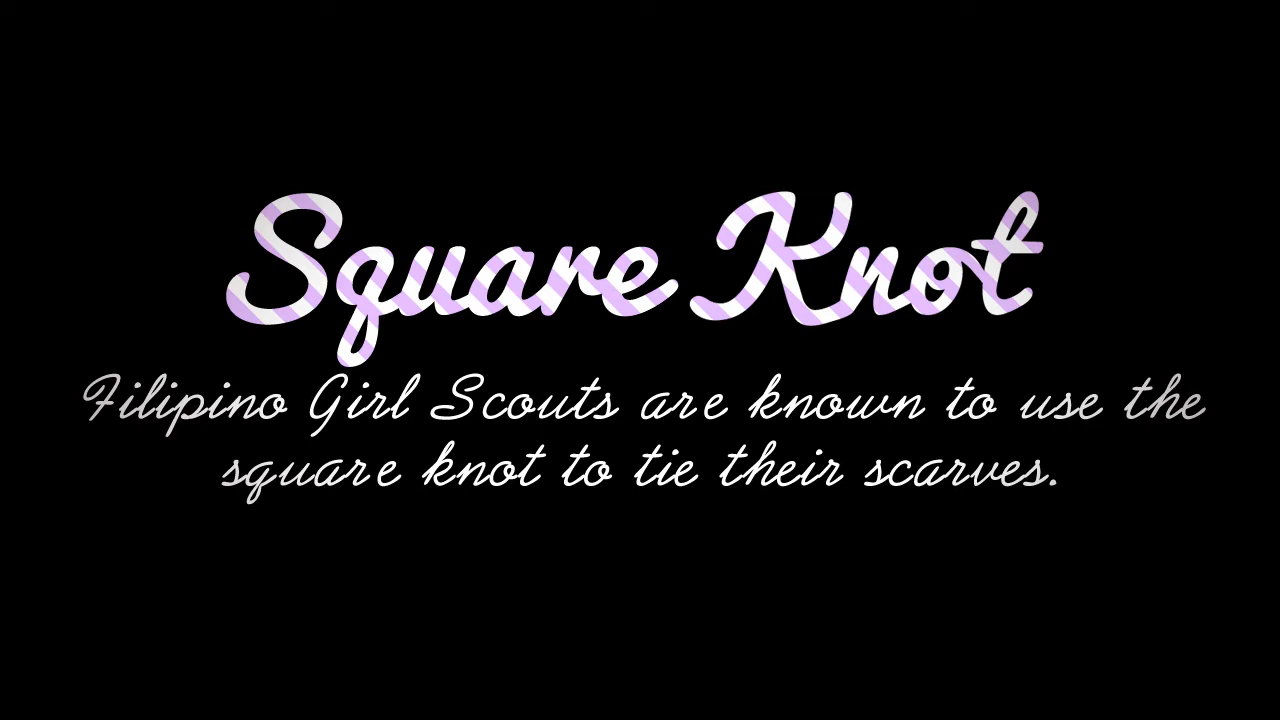 Square Knot
Filipino Girl Scouts are known to use the
square knot to tie their scarves.